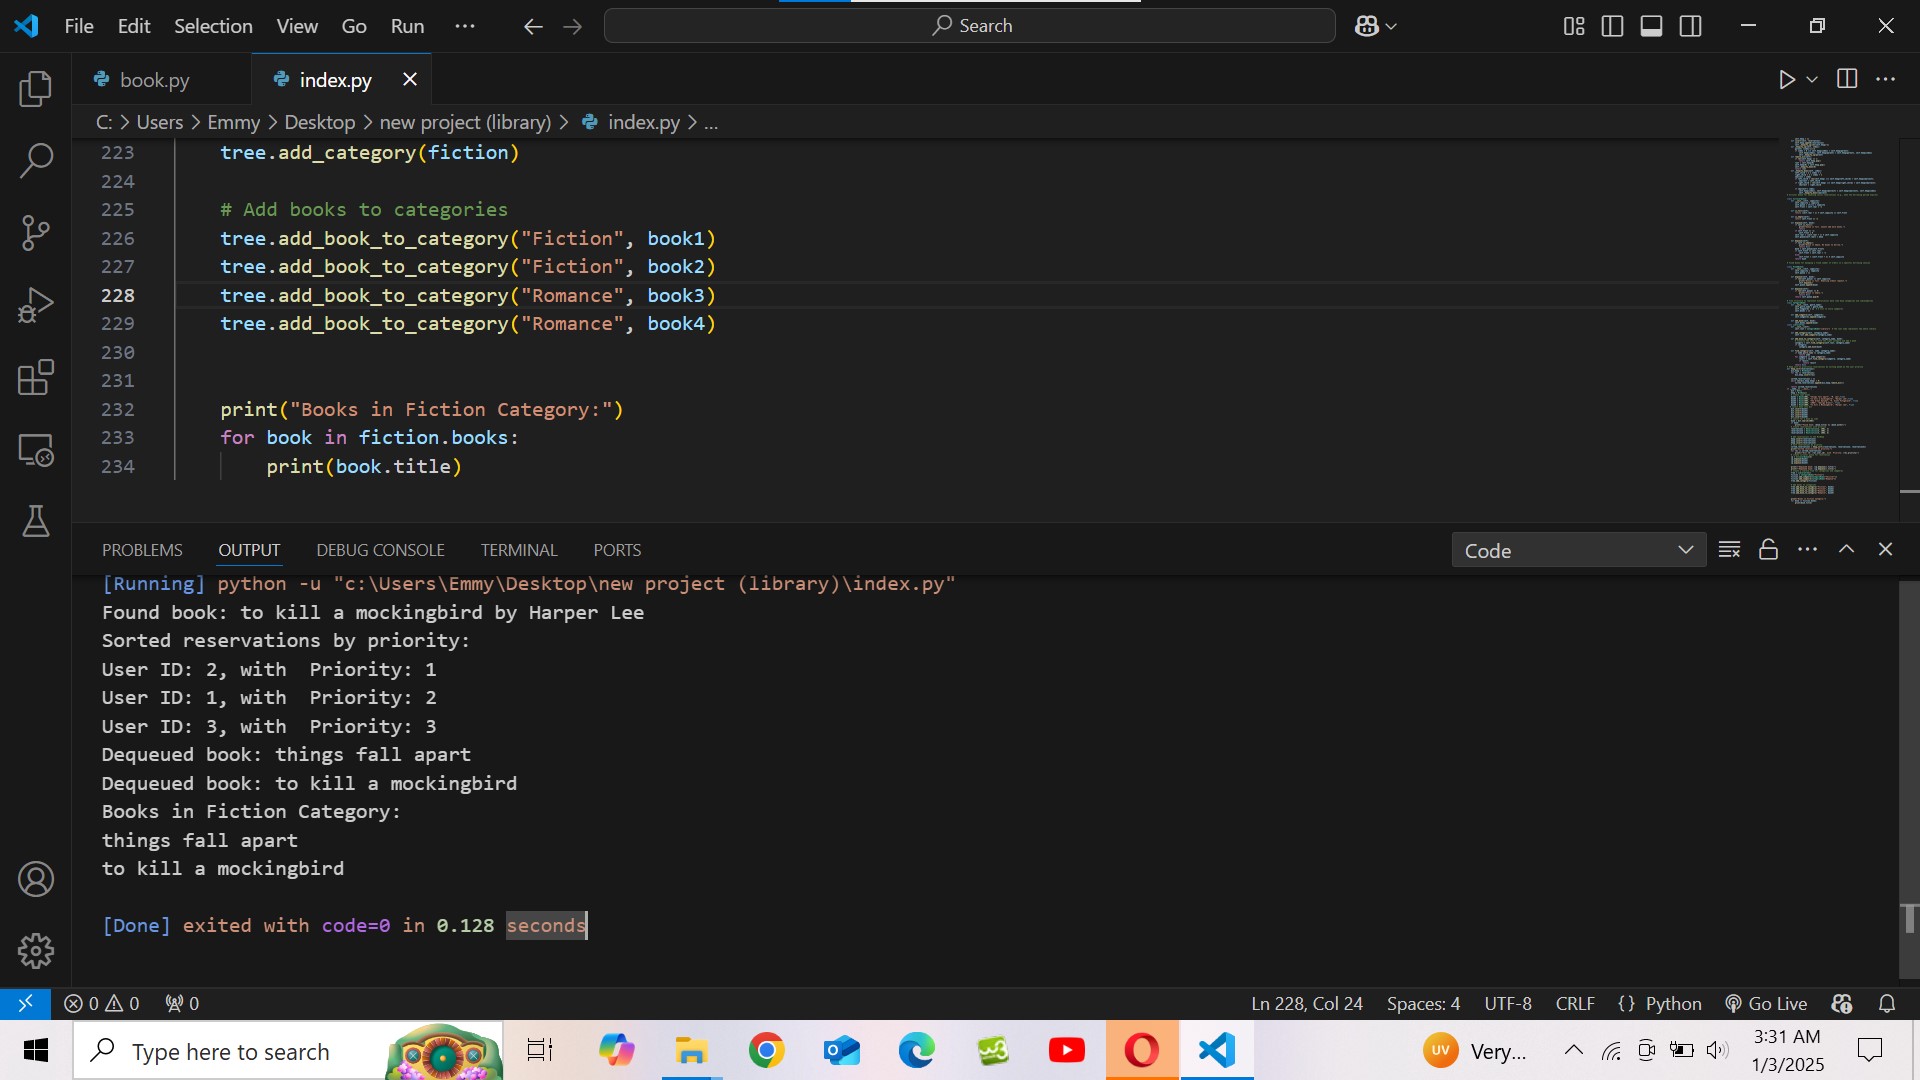 File Edit Selection View Go Run ··· Search
book.py index.py
C: > Users > Emmy > Desktop > new project (library) > index.py > ...
223 tree.add_category(fiction)
224
225 # Add books to categories
226 tree.add_book_to_category("Fiction", book1)
227 tree.add_book_to_category("Fiction", book2)
228 tree.add_book_to_category("Romance", book3)
229 tree.add_book_to_category("Romance", book4)
230
231
232 print("Books in Fiction Category:")
233 for book in fiction.books:
234 print(book.title)
PROBLEMS OUTPUT DEBUG CONSOLE TERMINAL PORTS Code
[Running] python -u "c:\Users\Emmy\Desktop\new project (library)\index.py"
Found book: to kill a mockingbird by Harper Lee
Sorted reservations by priority:
User ID: 2, with  Priority: 1
User ID: 1, with  Priority: 2
User ID: 3, with  Priority: 3
Dequeued book: things fall apart
Dequeued book: to kill a mockingbird
Books in Fiction Category:
things fall apart
to kill a mockingbird
[Done] exited with code=0 in 0.128 seconds
0 0 0 Ln 228, Col 24 Spaces: 4 UTF-8 CRLF {} Python Go Live
Type here to search w3 UV Very... 3:31 AM
1/3/2025